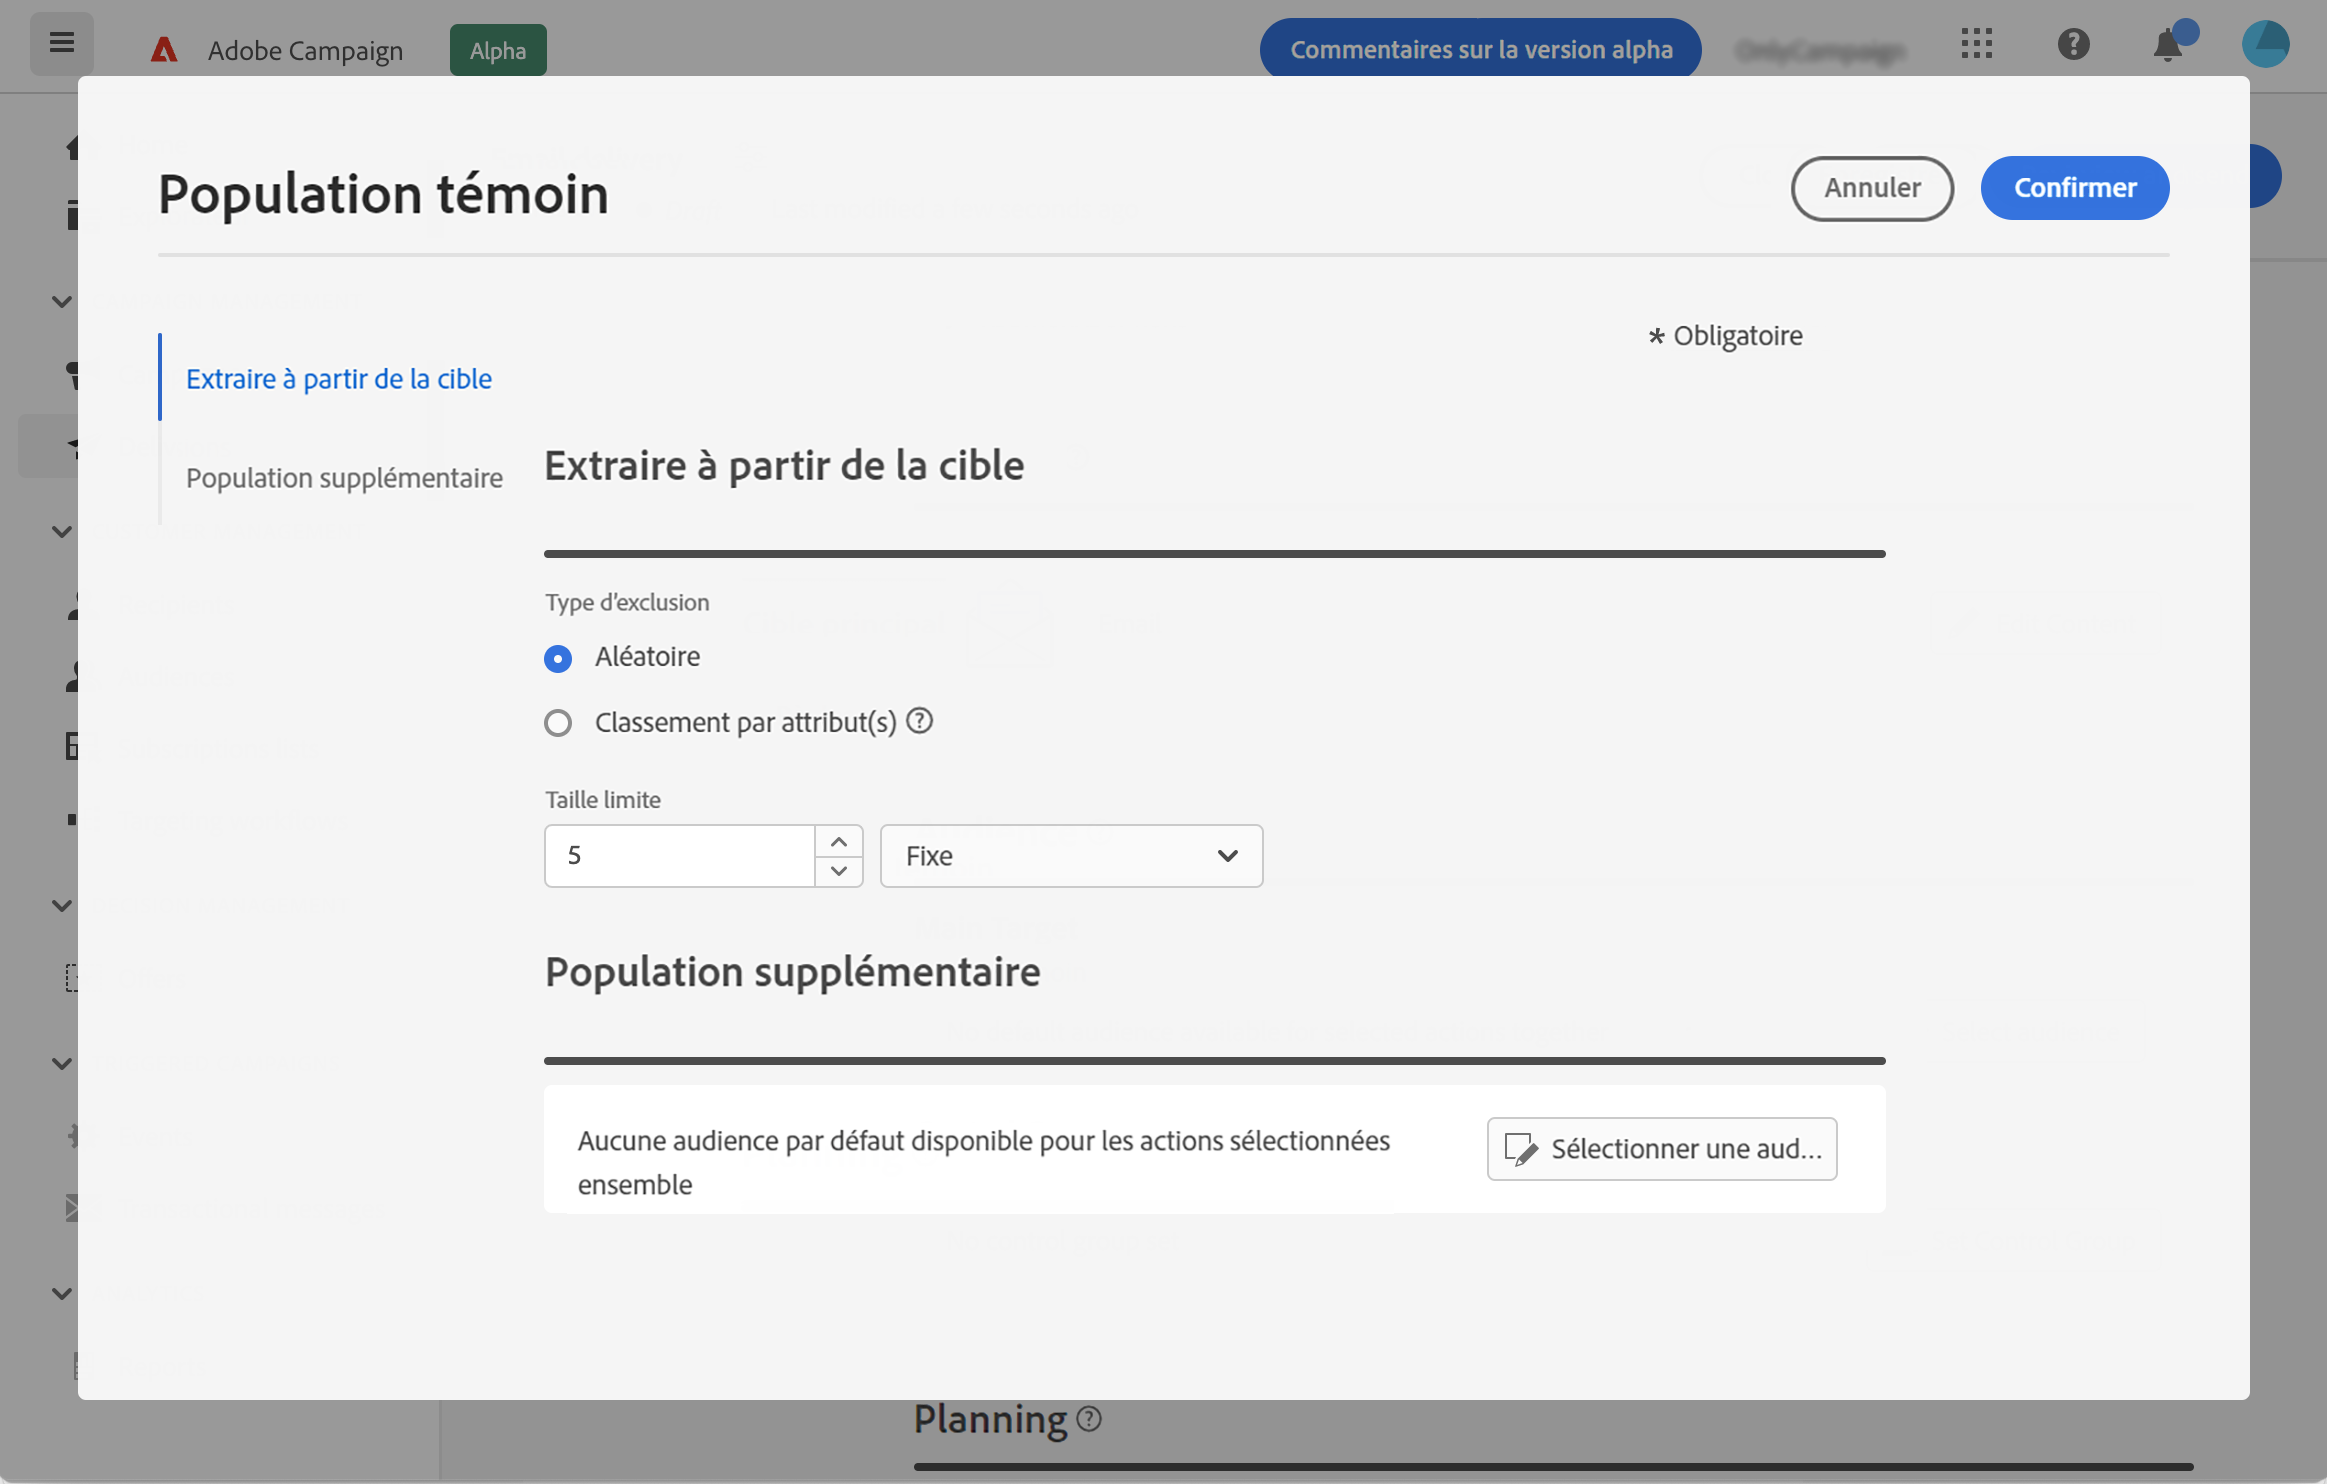 Adobe Campaign
Alpha
Commentaires sur la version alpha
Population témoin
Annuler
Confirmer
* Obligatoire
Extraire à partir de la cible
Population supplémentaire
Extraire à partir de la cible
Type d'exclusion
Aléatoire
Classement par attribut(s)
Taille limite
5
Fixe
Population supplémentaire
Aucune audience par défaut disponible pour les actions sélectionnées
ensemble
Sélectionner une aud...
Planning